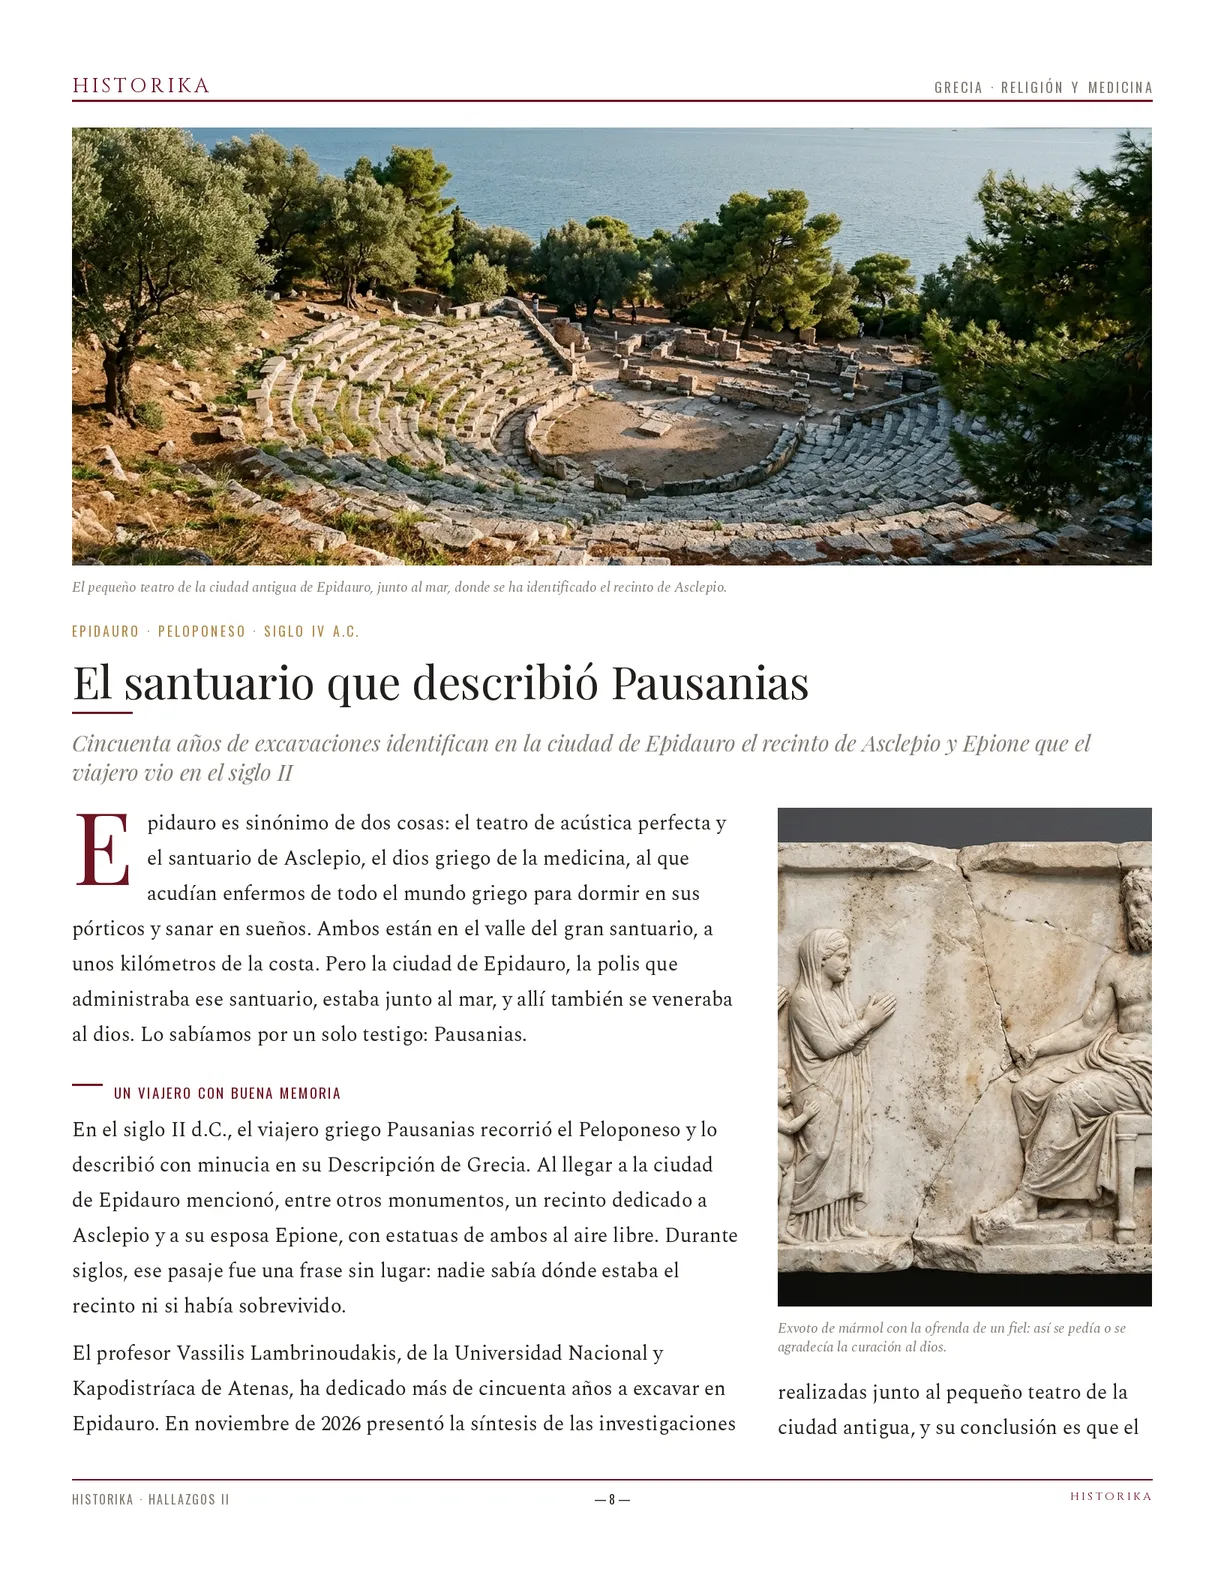 HISTORIKA
GRECIA · RELIGIÓN Y MEDICINA
El pequeño teatro de la ciudad antigua de Epidauro, junto al mar, donde se ha identificado el recinto de Asclepio.
EPIDAURO · PELOPONESO · SIGLO IV A.C.
El santuario que describió Pausanias
Cincuenta años de excavaciones identifican en la ciudad de Epidauro el recinto de Asclepio y Epione que el
viajero vio en el siglo II
Epidauro es sinónimo de dos cosas: el teatro de acústica perfecta y
el santuario de Asclepio, el dios griego de la medicina, al que
acudían enfermos de todo el mundo griego para dormir en sus
pórticos y sanar en sueños. Ambos están en el valle del gran santuario, a
unos kilómetros de la costa. Pero la ciudad de Epidauro, la polis que
administraba ese santuario, estaba junto al mar, y allí también se veneraba
al dios. Lo sabíamos por un solo testigo: Pausanias.
UN VIAJERO CON BUENA MEMORIA
En el siglo II d.C., el viajero griego Pausanias recorrió el Peloponeso y lo
describió con minucia en su Descripción de Grecia. Al llegar a la ciudad
de Epidauro mencionó, entre otros monumentos, un recinto dedicado a
Asclepio y a su esposa Epione, con estatuas de ambos al aire libre. Durante
siglos, ese pasaje fue una frase sin lugar: nadie sabía dónde estaba el
recinto ni si había sobrevivido.
El profesor Vassilis Lambrinoudakis, de la Universidad Nacional y
Kapodistríaca de Atenas, ha dedicado más de cincuenta años a excavar en
Epidauro. En noviembre de 2026 presentó la síntesis de las investigaciones
Exvoto de mármol con la ofrenda de un fiel: así se pedía o se
agradecía la curación al dios.
realizadas junto al pequeño teatro de la
ciudad antigua, y su conclusión es que el
HISTORIKA · HALLAZGOS II
— 8 —
HISTORIKA